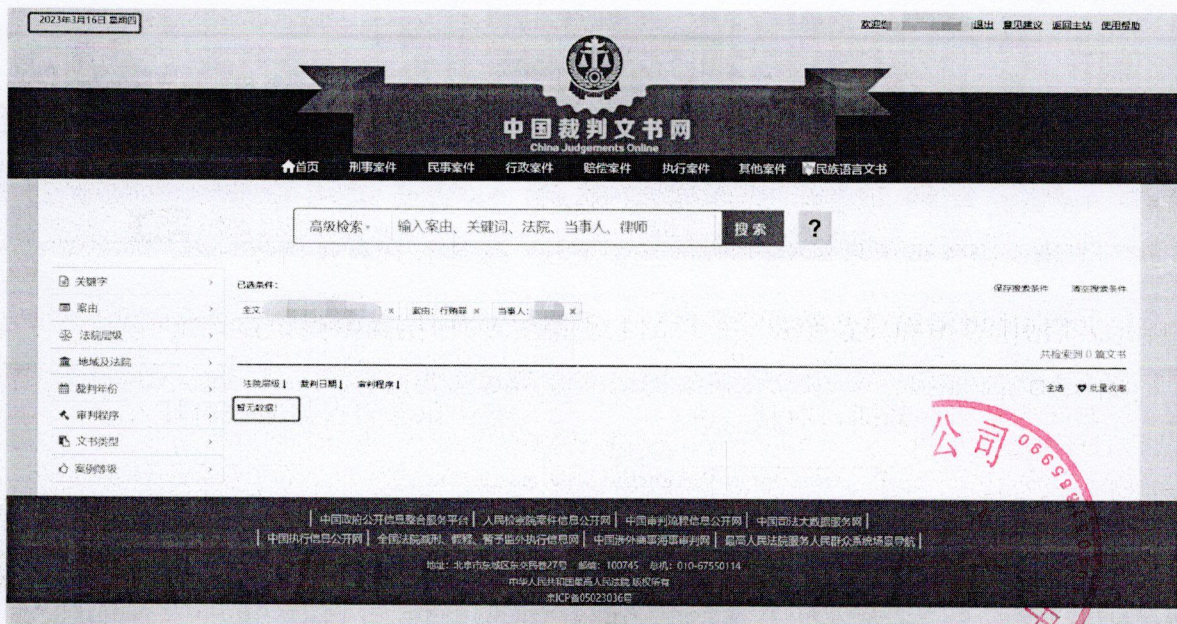 2023年3月16日 星期四
欢迎您 退出 意见建议 返回主站 使用帮助
中国裁判文书网
China Judgements Online
首页 刑事案件 民事案件 行政案件 赔偿案件 执行案件 其他案件 民族语言文书
高级检索 输入案由、关键词、法院、当事人、律师 搜索 ?
关键字
案由
法院层级
地域及法院
裁判年份
审判程序
文书类型
案例等级
已选条件：
保存搜索条件 清空搜索条件
全文： × 案由：行贿罪 × 当事人： ×
共检索到 0 篇文书
法院层级 裁判日期 审判程序
全选 批量收藏
暂无数据！
公司
中国政府公开信息整合服务平台 | 人民检察院案件信息公开网 | 中国审判流程信息公开网 | 中国司法大数据服务网 |
中国执行信息公开网 | 全国法院减刑、假释、暂予监外执行信息网 | 中国涉外商事海事审判网 | 最高人民法院服务人民群众系统场景导航 |
地址：北京市东城区东交民巷27号 邮编：100745 总机：010-67550114
中华人民共和国最高人民法院 版权所有
京ICP备05023036号
中